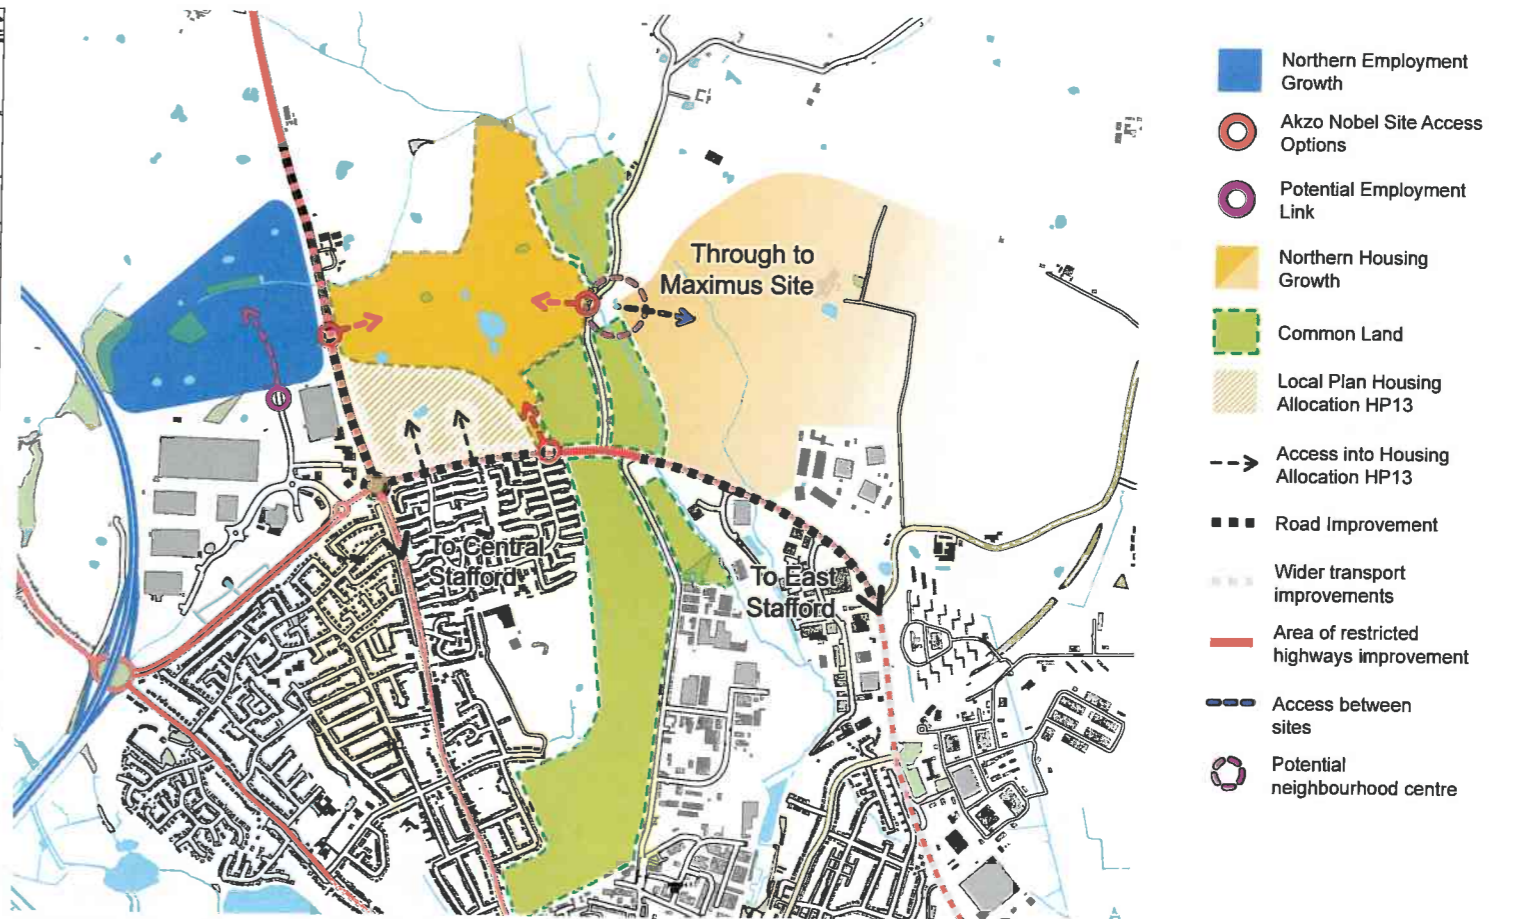 Through to
Maximus Site
To Central
Stafford
To East
Stafford
Northern Employment
Growth
Akzo Nobel Site Access
Options
Potential Employment
Link
Northern Housing
Growth
Common Land
Local Plan Housing
Allocation HP13
Access into Housing
Allocation HP13
Road Improvement
Wider transport
improvements
Area of restricted
highways improvement
Access between
sites
Potential
neighbourhood centre